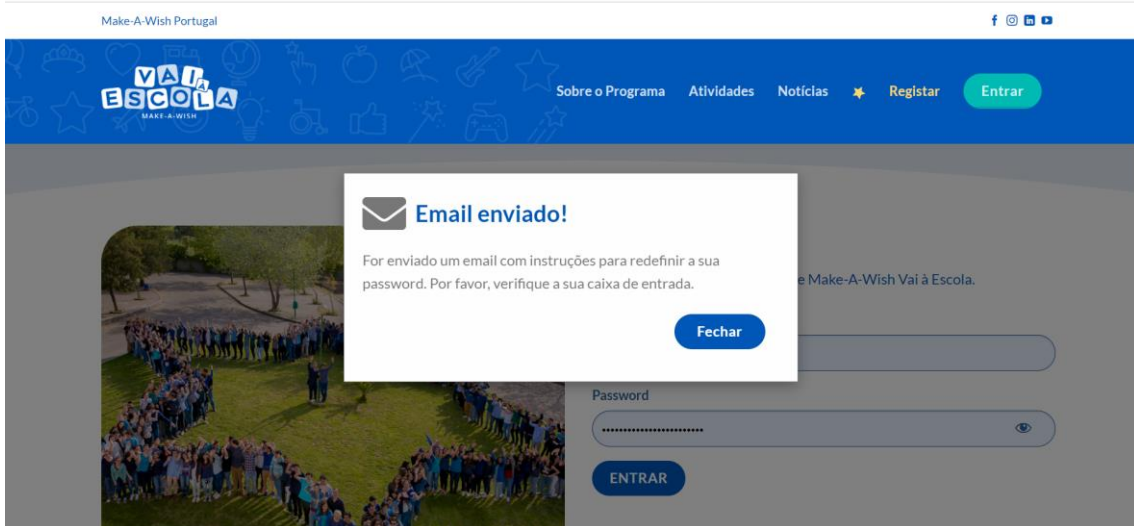 Make-A-Wish Portugal
VAI À
ESCOLA
MAKE-A-WISH
Sobre o Programa Atividades Notícias Registar Entrar
Email enviado!
For enviado um email com instruções para redefinir a sua
password. Por favor, verifique a sua caixa de entrada.
Fechar
e Make-A-Wish Vai à Escola.
Password
ENTRAR